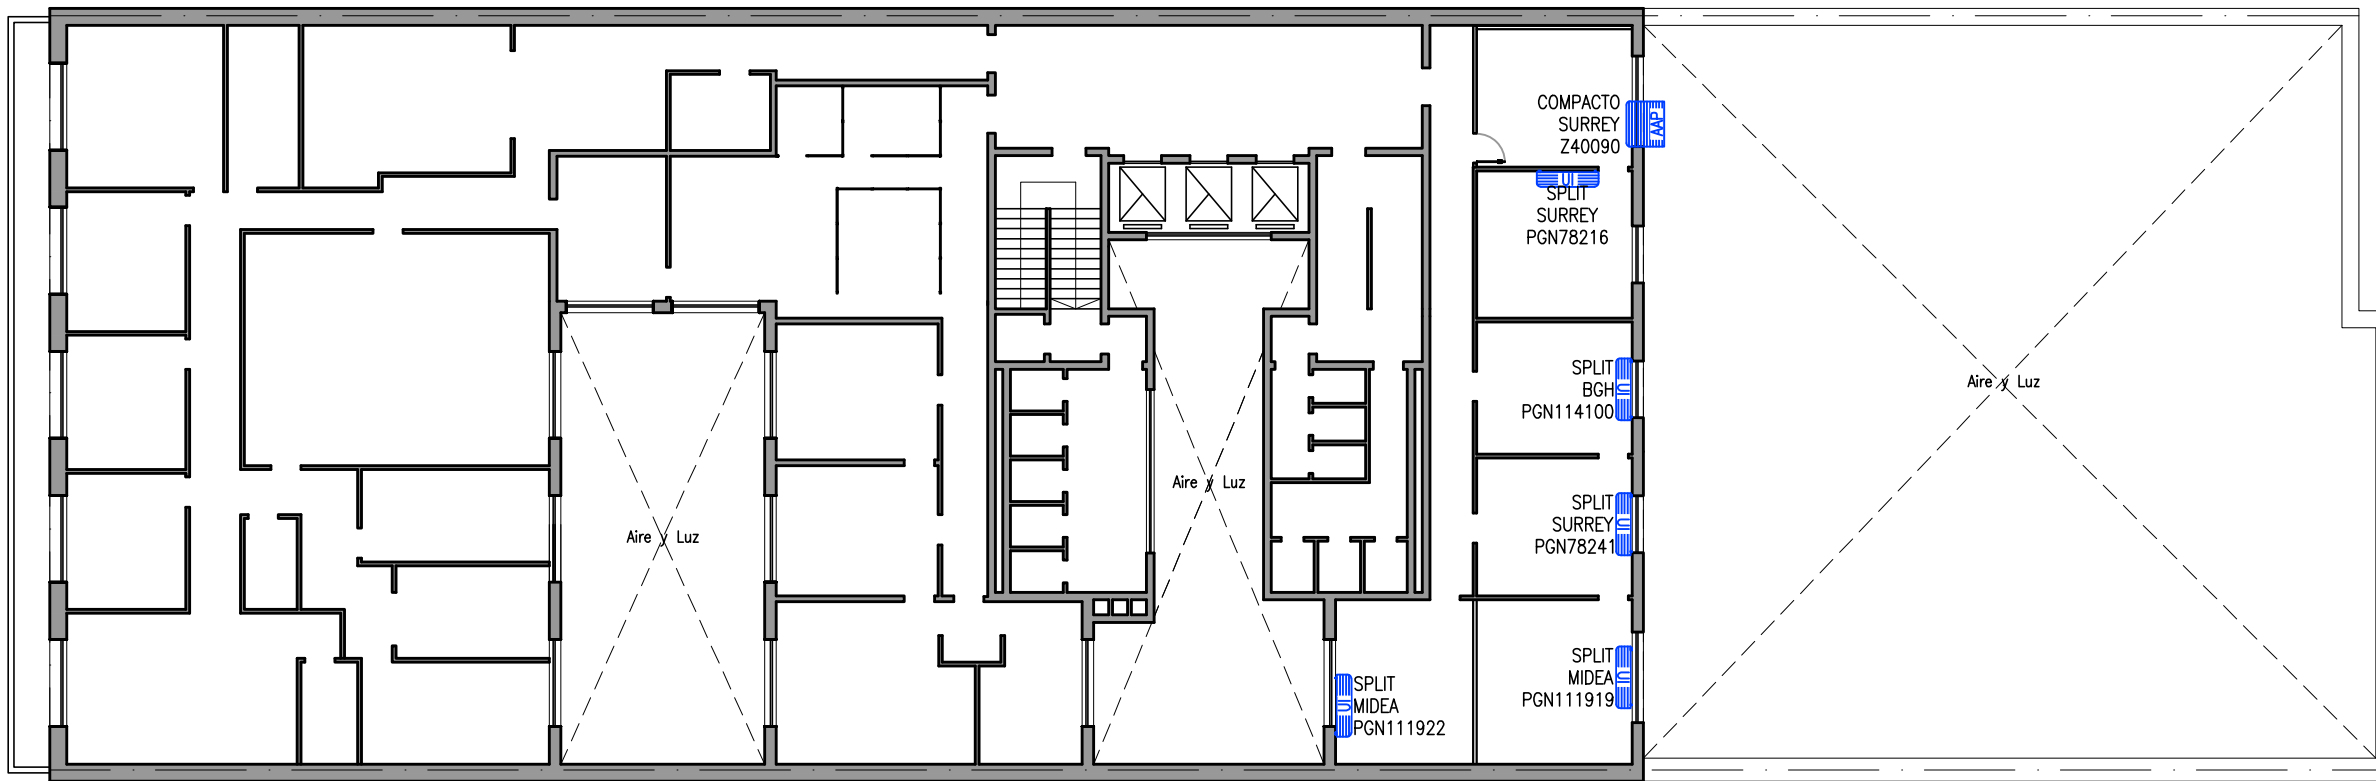 COMPACTO
SURREY
Z40090
AAP
UI
SPLIT
SURREY
PGN78216
SPLIT
BGH
PGN114100
UI
Aire y Luz
Aire y Luz
SPLIT
SURREY
PGN78241
UI
Aire y Luz
SPLIT
MIDEA
PGN111919
UI
UI
SPLIT
MIDEA
PGN111922